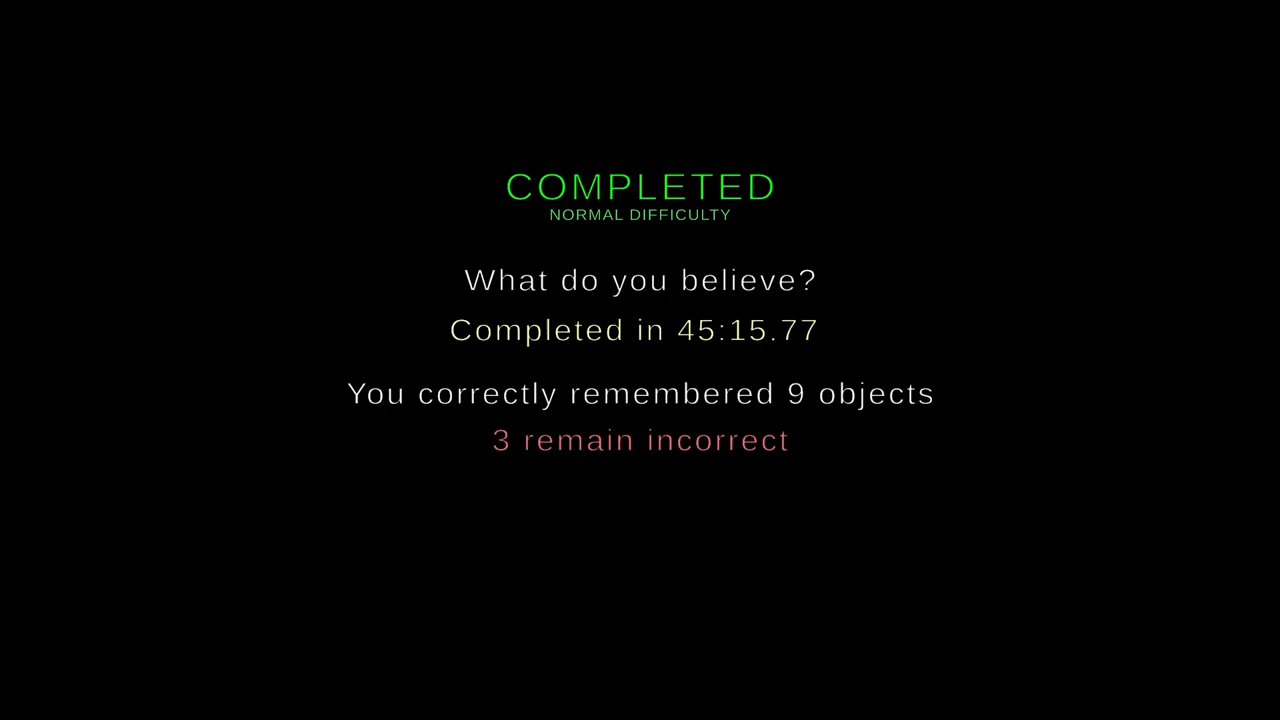 COMPLETED
NORMAL DIFFICULTY
What do you believe?
Completed in 45:15.77
You correctly remembered 9 objects
3 remain incorrect